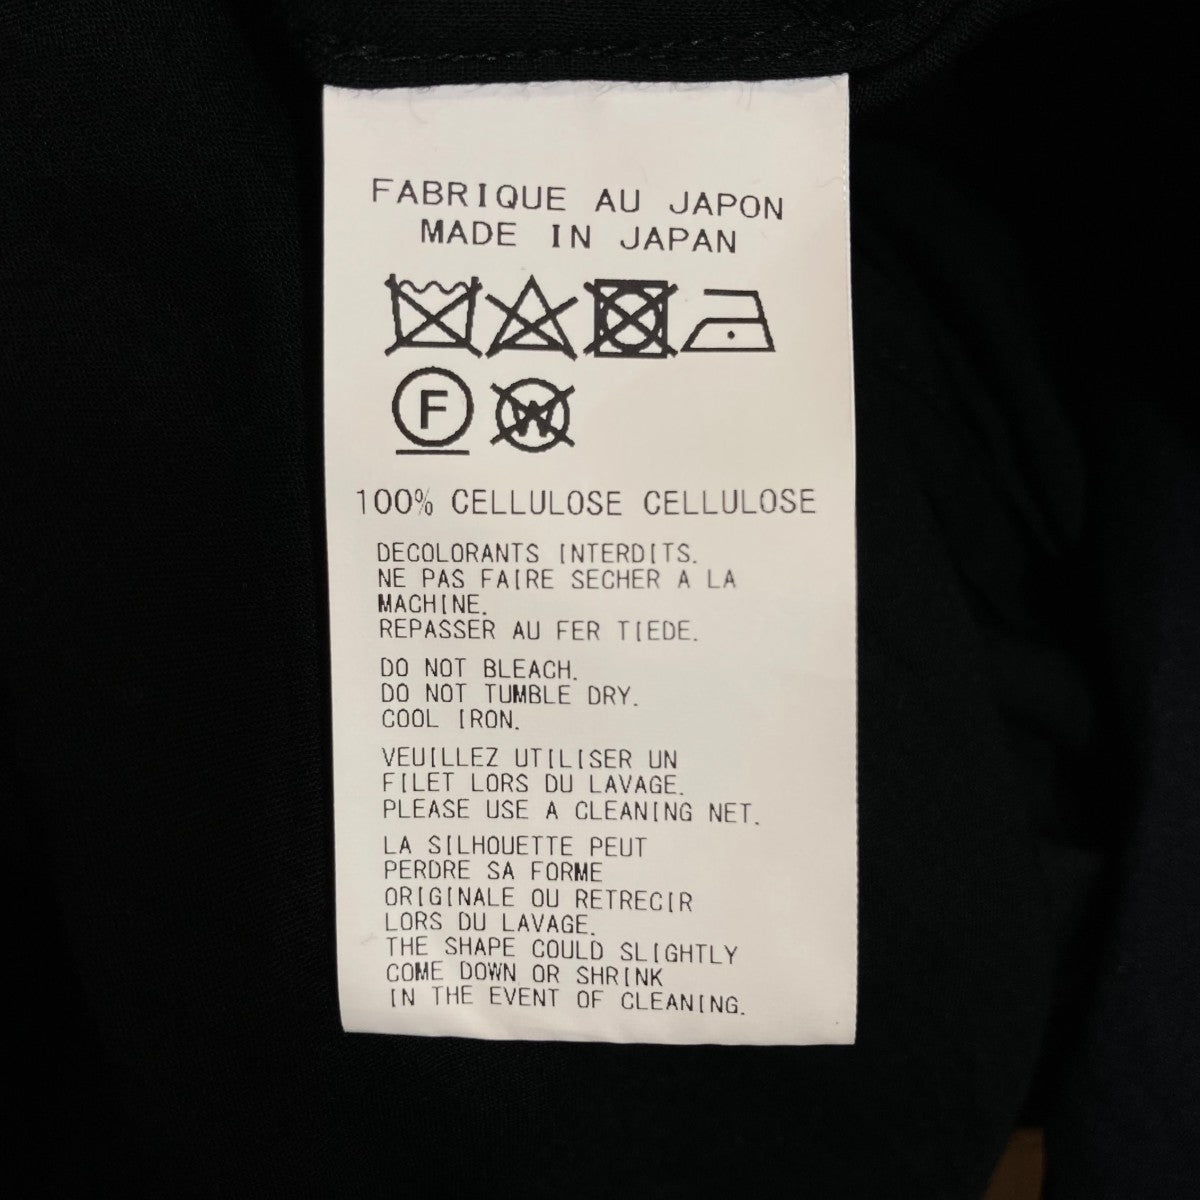 FABRIQUE AU JAPON
MADE IN JAPAN
F W
100% CELLULOSE CELLULOSE
DECOLORANTS INTERDITS.
NE PAS FAIRE SECHER A LA
MACHINE.
REPASSER AU FER TIEDE.
DO NOT BLEACH.
DO NOT TUMBLE DRY.
COOL IRON.
VEUILLEZ UTILISER UN
FILET LORS DU LAVAGE.
PLEASE USE A CLEANING NET.
LA SILHOUETTE PEUT
PERDRE SA FORME
ORIGINALE OU RETRECIR
LORS DU LAVAGE.
THE SHAPE COULD SLIGHTLY
COME DOWN OR SHRINK
IN THE EVENT OF CLEANING.